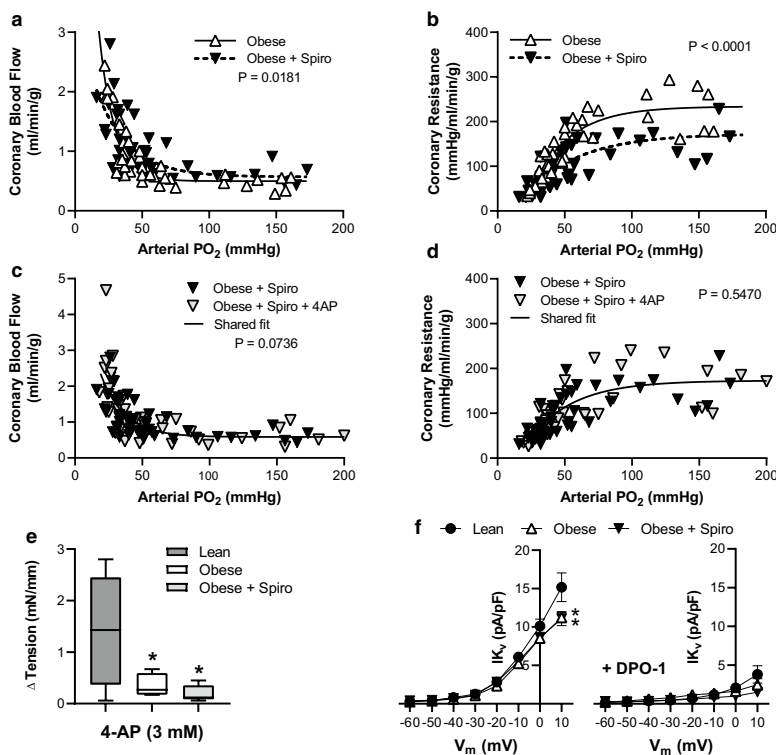 a
Coronary Blood Flow
(ml/min/g)
3
2
1
0
0 50 100 150 200
Arterial PO2 (mmHg)
Obese
Obese + Spiro
P = 0.0181
b
Coronary Resistance
(mmHg/ml/min/g)
400
300
200
100
0
0 50 100 150 200
Arterial PO2 (mmHg)
Obese
Obese + Spiro
P < 0.0001
c
Coronary Blood Flow
(ml/min/g)
5
4
3
2
1
0
0 50 100 150 200
Arterial PO2 (mmHg)
Obese + Spiro
Obese + Spiro + 4AP
Shared fit
P = 0.0736
d
Coronary Resistance
(mmHg/ml/min/g)
400
300
200
100
0
0 50 100 150 200
Arterial PO2 (mmHg)
Obese + Spiro
Obese + Spiro + 4AP
Shared fit
P = 0.5470
e
Δ Tension (mN/mm)
3
2
1
0
Lean
Obese
Obese + Spiro
* *
4-AP (3 mM)
f
Lean Obese Obese + Spiro
IKv (pA/pF)
20
15
10
5
*
*
-60 -50 -40 -30 -20 -10 0 10
Vm (mV)
+ DPO-1
IKv (pA/pF)
20
15
10
5
-60 -50 -40 -30 -20 -10 0 10
Vm (mV)